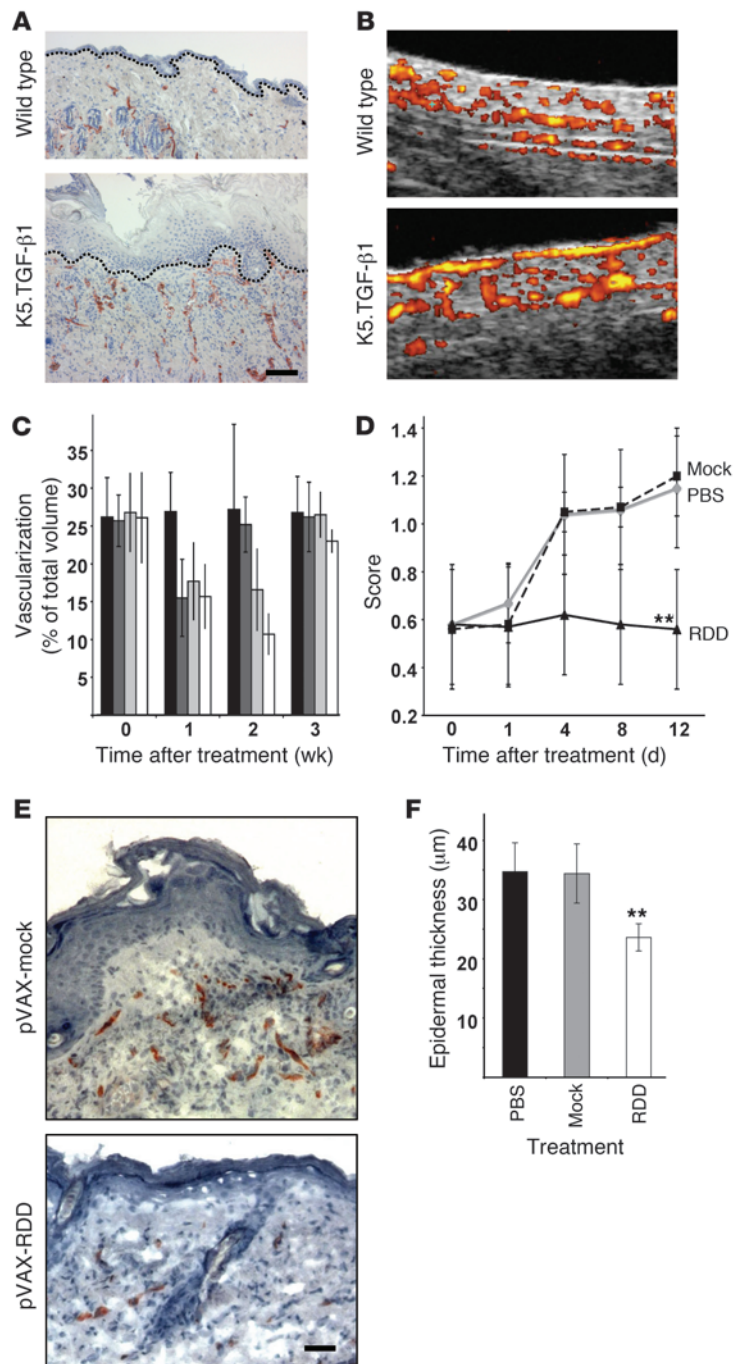 A
Wild type
K5.TGF-β1
B
Wild type
K5.TGF-β1
C
Vascularization
(% of total volume)
35
30
25
20
15
10
5
0 1 2 3
Time after treatment (wk)
D
Score
1.4
1.2
1.0
0.8
0.6
0.4
0.2
Mock
PBS
**
RDD
0 1 4 8 12
Time after treatment (d)
E
pVAX-mock
pVAX-RDD
F
Epidermal thickness (μm)
40
30
20
10
**
PBS
Mock
RDD
Treatment